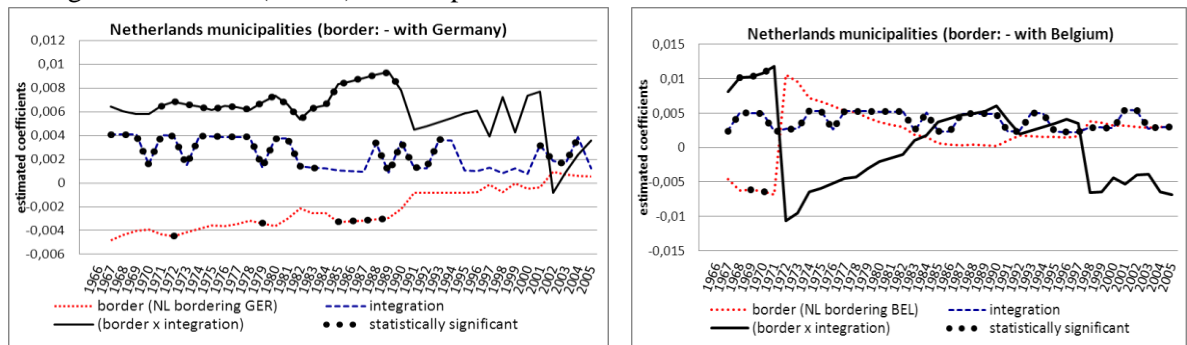 Netherlands municipalities (border: - with Germany)
estimated coefficients
0,012
0,01
0,008
0,006
0,004
0,002
0
-0,002
-0,004
-0,006
1966 1967 1968 1969 1970 1971 1972 1973 1974 1975 1976 1977 1978 1979 1980 1981 1982 1983 1984 1985 1986 1987 1988 1989 1990 1991 1992 1993 1994 1995 1996 1997 1998 1999 2000 2001 2002 2003 2004 2005
border (NL bordering GER) integration
(border x integration) statistically significant
Netherlands municipalities (border: - with Belgium)
estimated coefficients
0,015
0,01
0,005
0
-0,005
-0,01
-0,015
1966 1967 1968 1969 1970 1971 1972 1973 1974 1975 1976 1977 1978 1979 1980 1981 1982 1983 1984 1985 1986 1987 1988 1989 1990 1991 1992 1993 1994 1995 1996 1997 1998 1999 2000 2001 2002 2003 2004 2005
border (NL bordering BEL) integration
(border x integration) statistically significant